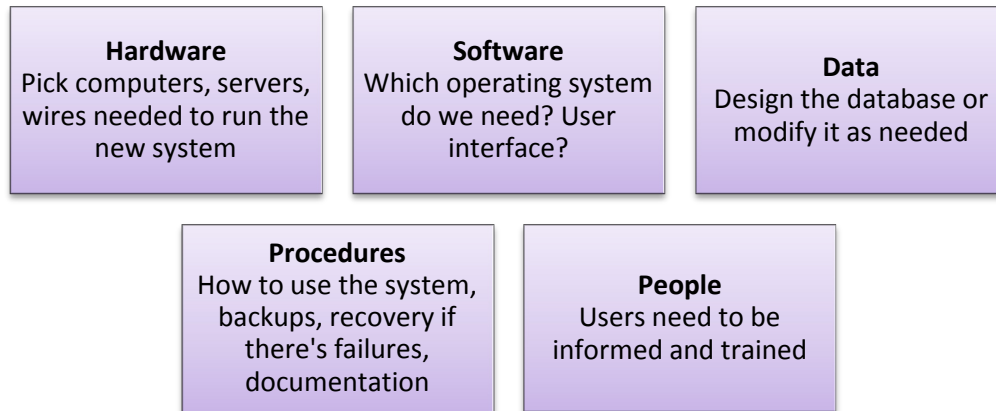 Hardware
Pick computers, servers,
wires needed to run the
new system
Software
Which operating system
do we need? User
interface?
Data
Design the database or
modify it as needed
Procedures
How to use the system,
backups, recovery if
there's failures,
documentation
People
Users need to be
informed and trained